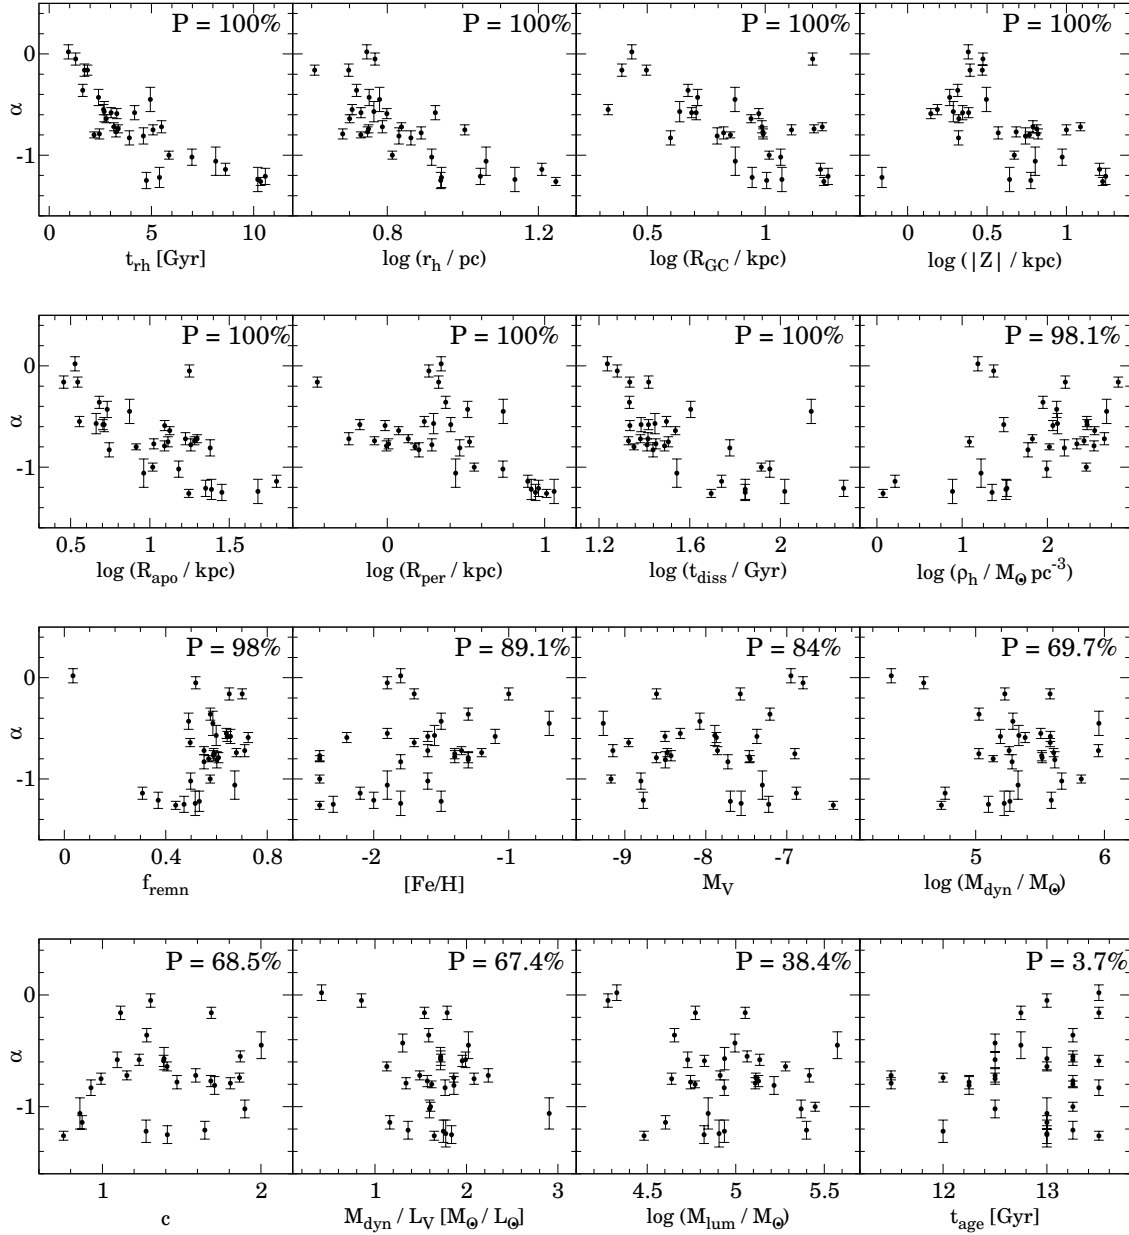 P = 100% P = 100% P = 100% P = 100%
0
α
-1
0 5 10 0.8 1 1.2 0.5 1 0 0.5 1
t_rh [Gyr] log (r_h / pc) log (R_GC / kpc) log (|Z| / kpc)
P = 100% P = 100% P = 100% P = 98.1%
0
α
-1
0.5 1 1.5 0 1 1.2 1.6 2 0 1 2
log (R_apo / kpc) log (R_per / kpc) log (t_diss / Gyr) log (ρ_h / M_⊙ pc^-3)
P = 98% P = 89.1% P = 84% P = 69.7%
0
α
-1
0 0.4 0.8 -2 -1 -9 -8 -7 5 6
f_remn [Fe/H] M_V log (M_dyn / M_⊙)
P = 68.5% P = 67.4% P = 38.4% P = 3.7%
0
α
-1
1 2 1 2 3 4.5 5 5.5 12 13
c M_dyn / L_V [M_⊙ / L_⊙] log (M_lum / M_⊙) t_age [Gyr]